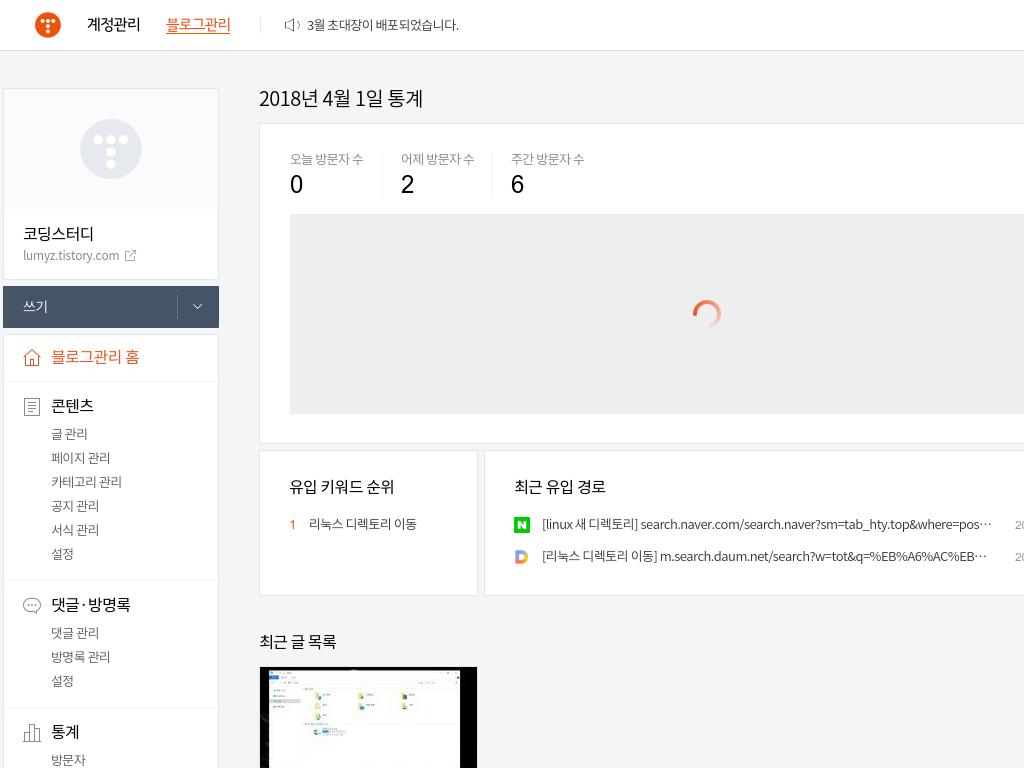 계정관리 블로그관리 3월 초대장이 배포되었습니다.
코딩스터디
lumyz.tistory.com
쓰기
블로그관리 홈
콘텐츠
글 관리
페이지 관리
카테고리 관리
공지 관리
서식 관리
설정
댓글·방명록
댓글 관리
방명록 관리
설정
통계
방문자
2018년 4월 1일 통계
오늘 방문자 수 어제 방문자 수 주간 방문자 수
0 2 6
유입 키워드 순위
1 리눅스 디렉토리 이동
최근 유입 경로
[linux 새 디렉토리] search.naver.com/search.naver?sm=tab_hty.top&where=pos… 20
[리눅스 디렉토리 이동] m.search.daum.net/search?w=tot&q=%EB%A6%AC%EB… 20
최근 글 목록